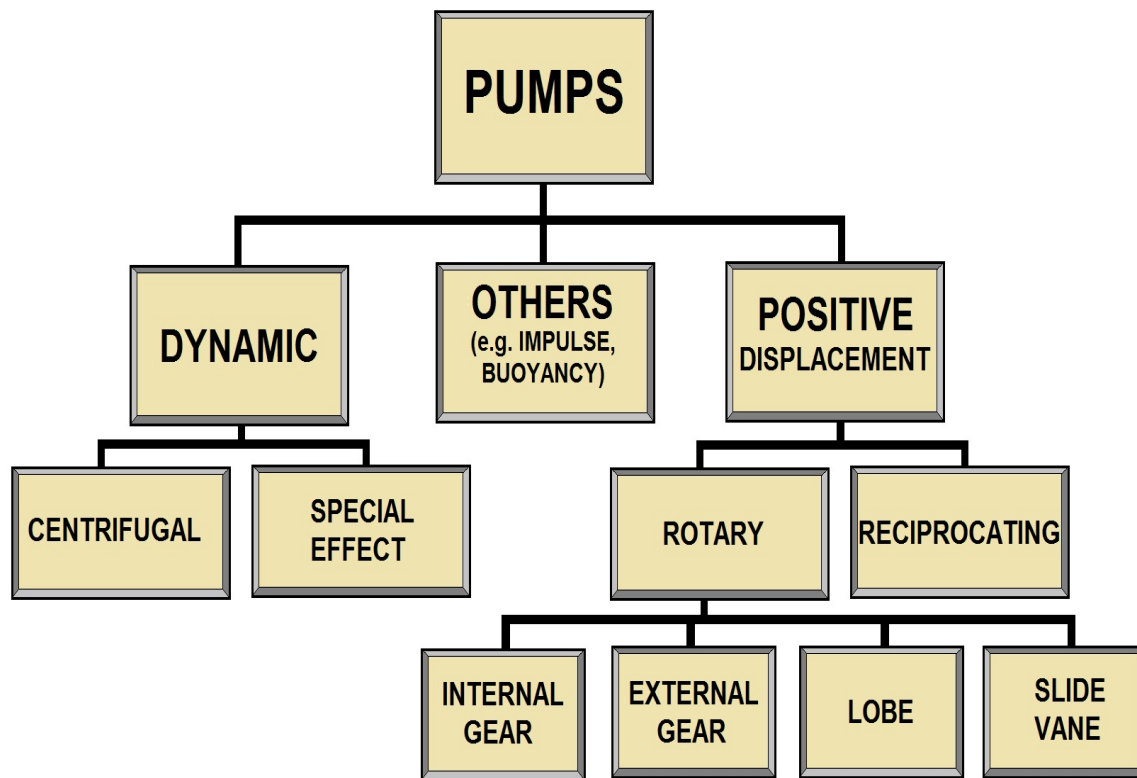 PUMPS
DYNAMIC
OTHERS
(e.g. IMPULSE,
BUOYANCY)
POSITIVE
DISPLACEMENT
CENTRIFUGAL
SPECIAL
EFFECT
ROTARY
RECIPROCATING
INTERNAL
GEAR
EXTERNAL
GEAR
LOBE
SLIDE
VANE